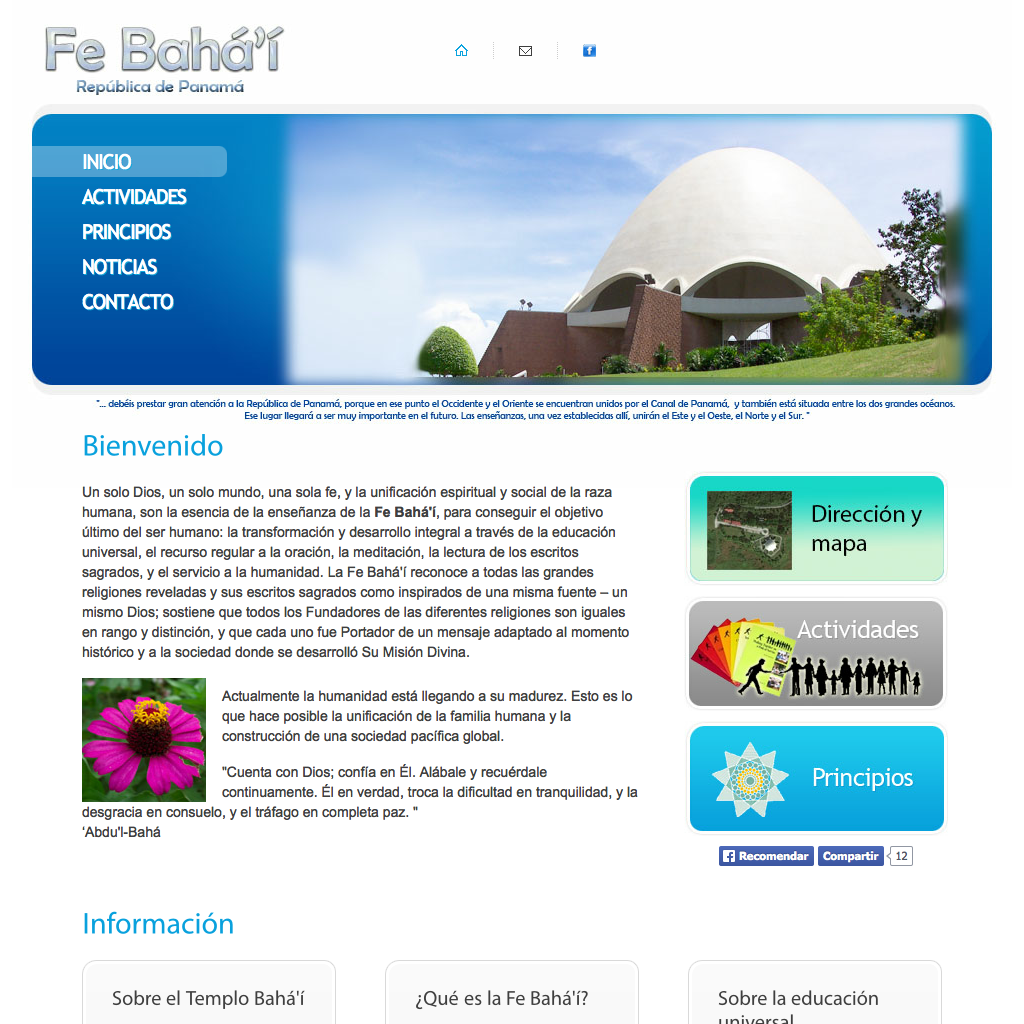 Fe Bahá'í
República de Panamá
INICIO
ACTIVIDADES
PRINCIPIOS
NOTICIAS
CONTACTO
"... debéis prestar gran atención a la República de Panamá, porque en ese punto el Occidente y el Oriente se encuentran unidos por el Canal de Panamá, y también está situada entre los dos grandes océanos.
Ese lugar llegará a ser muy importante en el futuro. Las enseñanzas, una vez establecidas allí, unirán el Este y el Oeste, el Norte y el Sur. "
Bienvenido
Un solo Dios, un solo mundo, una sola fe, y la unificación espiritual y social de la raza
humana, son la esencia de la enseñanza de la Fe Bahá'í, para conseguir el objetivo
último del ser humano: la transformación y desarrollo integral a través de la educación
universal, el recurso regular a la oración, la meditación, la lectura de los escritos
sagrados, y el servicio a la humanidad. La Fe Bahá'í reconoce a todas las grandes
religiones reveladas y sus escritos sagrados como inspirados de una misma fuente – un
mismo Dios; sostiene que todos los Fundadores de las diferentes religiones son iguales
en rango y distinción, y que cada uno fue Portador de un mensaje adaptado al momento
histórico y a la sociedad donde se desarrolló Su Misión Divina.
Actualmente la humanidad está llegando a su madurez. Esto es lo
que hace posible la unificación de la familia humana y la
construcción de una sociedad pacífica global.
"Cuenta con Dios; confía en Él. Alábale y recuérdale
continuamente. Él en verdad, troca la dificultad en tranquilidad, y la
desgracia en consuelo, y el tráfago en completa paz. "
'Abdu'l-Bahá
Dirección y
mapa
Actividades
Principios
Recomendar Compartir 12
Información
Sobre el Templo Bahá'í
¿Qué es la Fe Bahá'í?
Sobre la educación
universal